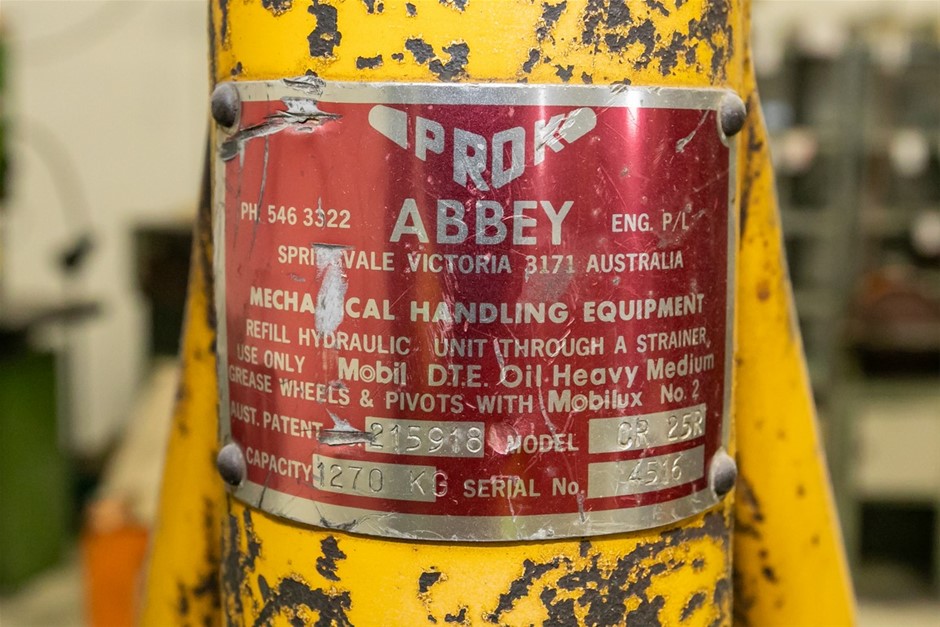 PROK
PH. 546 3322 ABBEY ENG. P/L
SPRINGVALE VICTORIA 3171 AUSTRALIA
MECHANICAL HANDLING EQUIPMENT
REFILL HYDRAULIC UNIT THROUGH A STRAINER,
USE ONLY Mobil D.T.E. Oil-Heavy Medium
GREASE WHEELS & PIVOTS WITH Mobilux No. 2
AUST. PATENT 215918 MODEL CR 25R
CAPACITY 1270 KG SERIAL No. 4516